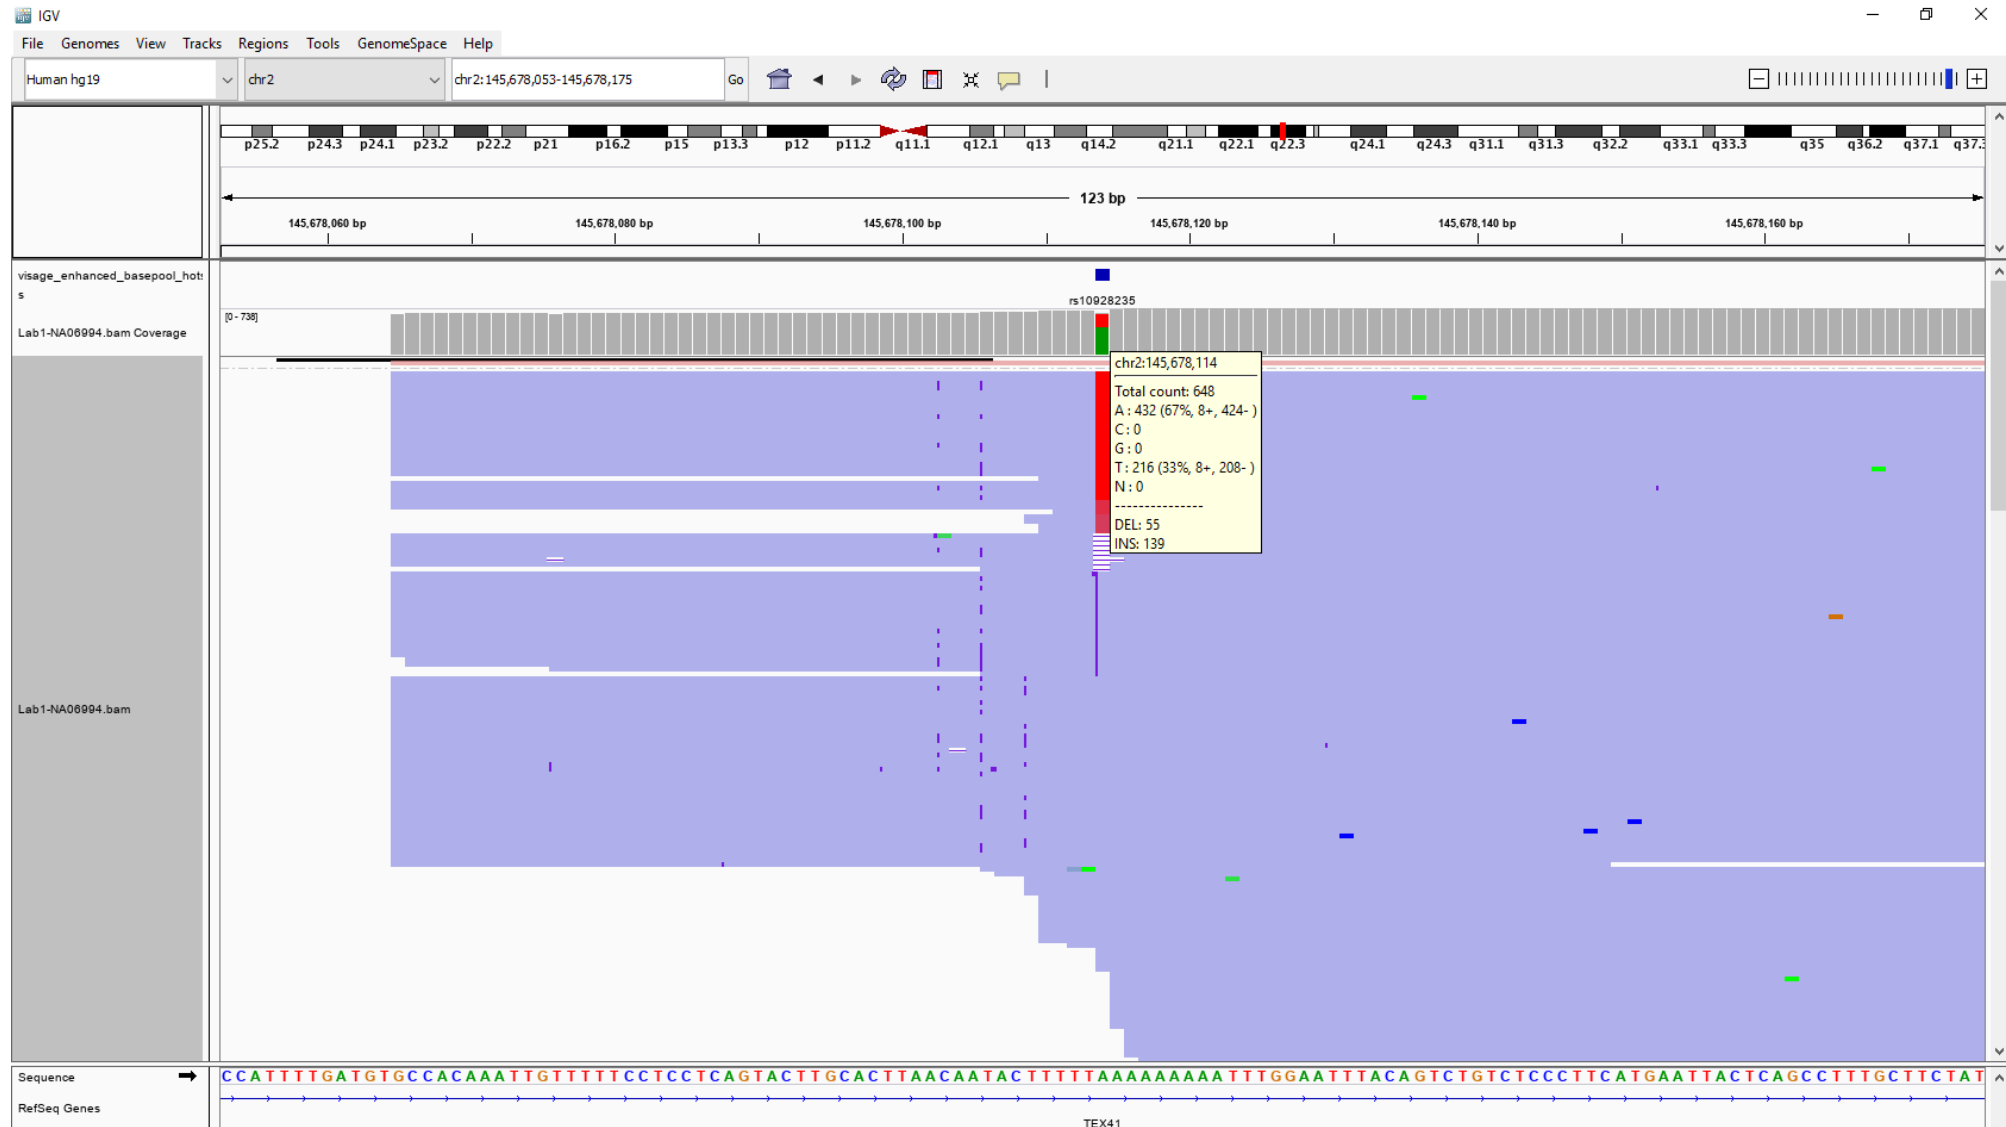 IGV
File Genomes View Tracks Regions Tools GenomeSpace Help
Human hg19 chr2 chr2:145,678,053-145,678,175 Go
p25.2 p24.3 p24.1 p23.2 p22.2 p21 p16.2 p15 p13.3 p12 p11.2 q11.1 q12.1 q13 q14.2 q21.1 q22.1 q22.3 q24.1 q24.3 q31.1 q31.3 q32.2 q33.1 q33.3 q35 q36.2 q37.1 q37.
123 bp
145,678,060 bp 145,678,080 bp 145,678,100 bp 145,678,120 bp 145,678,140 bp 145,678,160 bp
visage_enhanced_basepool_hot
s
rs10928235
[0 - 738]
Lab1-NA06994.bam Coverage
chr2:145,678,114
Total count: 648
A : 432 (67%, 8+, 424- )
C : 0
G : 0
T : 216 (33%, 8+, 208- )
N : 0
---------------
DEL: 55
INS: 139
Lab1-NA06994.bam
Sequence CCATTTTGATGTGCCACAAATTGTTTTTCCTCCTCAGTACTTGCACTTAACAATACTTTTTAAAAAAAAATTTGGAATTTACAGTCTGTCTCCCTTCATGAATTACTCAGCCTTTGCTTCTAT
RefSeq Genes
TEX41